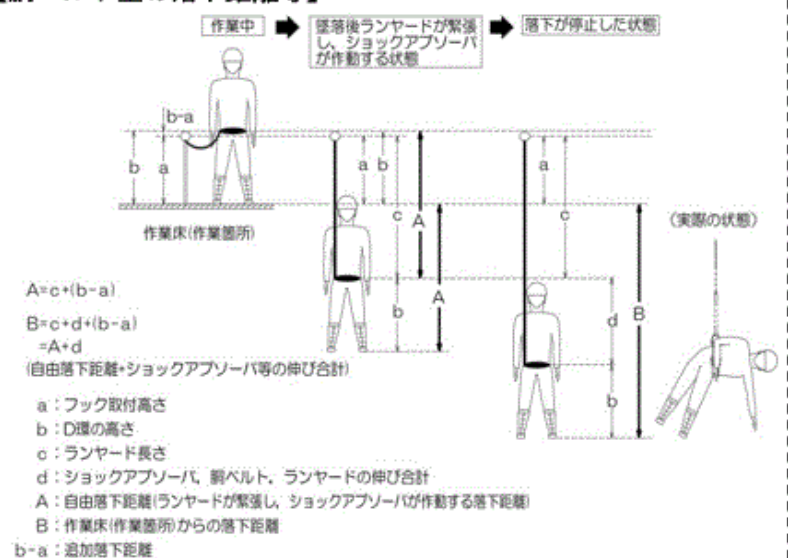 作業中
墜落後ランヤードが緊張
し、ショックアブソーバ
が作動する状態
落下が停止した状態
b-a
b
a
a
b
c
A
a
c
作業床(作業箇所)
(実際の状態)
A=c+(b-a)
B=c+d+(b-a)
=A+d
(自由落下距離+ショックアブソーバ等の伸び合計)
b
A
d
B
b
a：フック取付高さ
b：D環の高さ
c：ランヤード長さ
d：ショックアブソーバ、胴ベルト、ランヤードの伸び合計
A：自由落下距離(ランヤードが緊張し、ショックアブソーバが作動する落下距離)
B：作業床(作業箇所)からの落下距離
b-a：追加落下距離